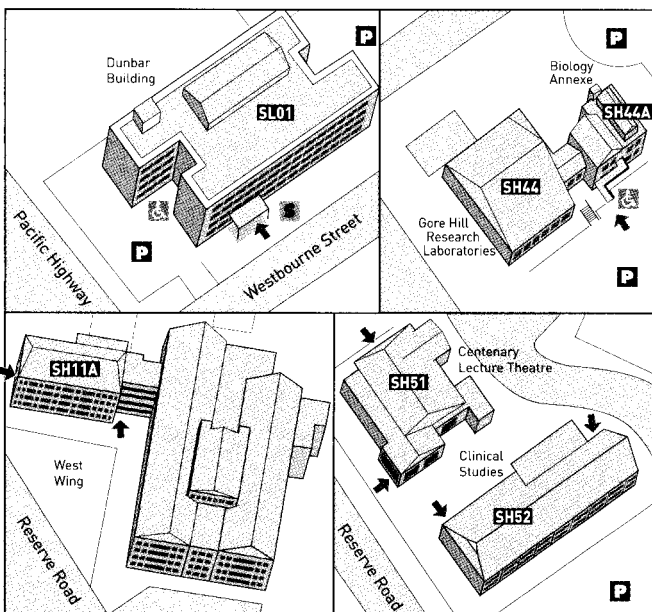 P
Dunbar
Building
SL01
P
Pacific Highway
Westbourne Street
P
Biology
Annexe
SH44A
SH44
Gore Hill
Research
Laboratories
P
SH11A
West
Wing
Reserve Road
SH51
Centenary
Lecture Theatre
Clinical
Studies
SH52
Reserve Road
P